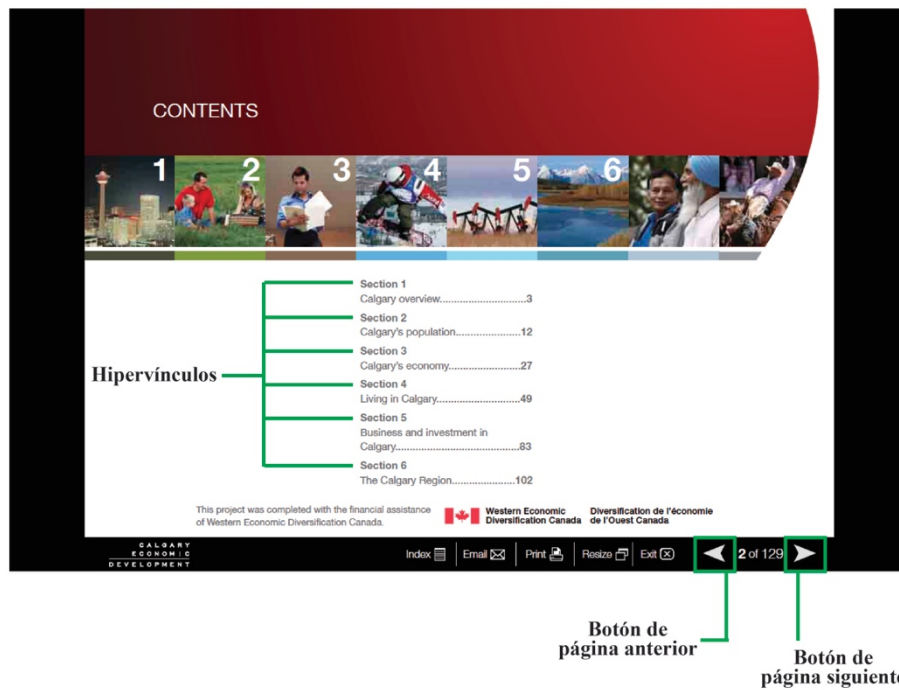 CONTENTS
1 2 3 4 5 6
Section 1
Calgary overview..............................3
Section 2
Calgary's population......................12
Section 3
Calgary's economy........................27
Hipervínculos
Section 4
Living in Calgary............................49
Section 5
Business and investment in
Calgary..........................................83
Section 6
The Calgary Region......................102
This project was completed with the financial assistance
of Western Economic Diversification Canada.
Western Economic
Diversification Canada
Diversification de l'économie
de l'Ouest Canada
CALGARY
ECONOMIC
DEVELOPMENT
Index Email Print Resize Exit 2 of 129
Botón de
página anterior
Botón de
página siguiente